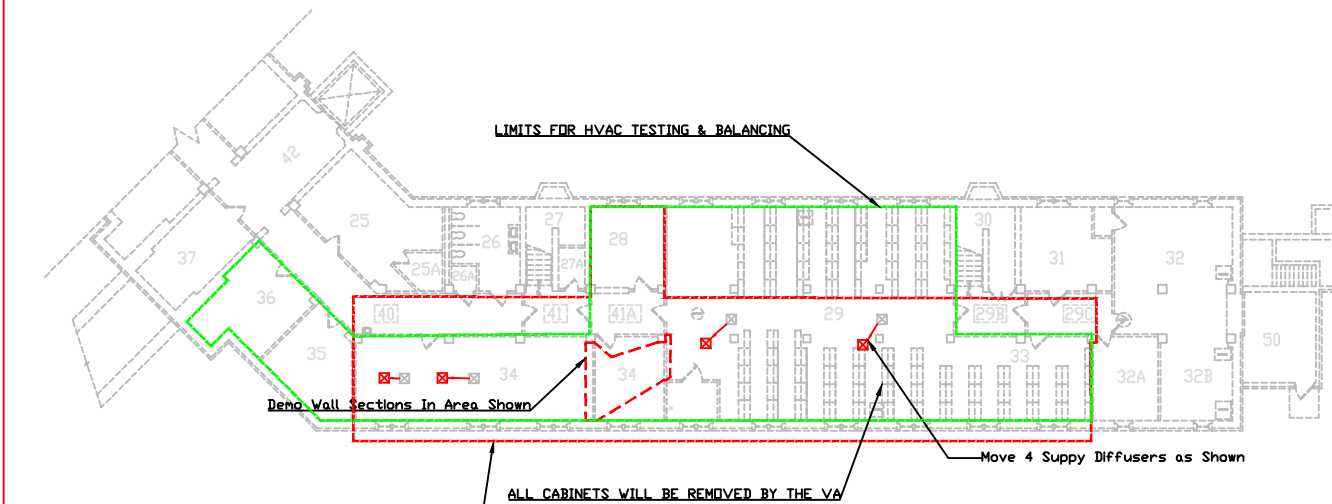 LIMITS FOR HVAC TESTING & BALANCING
42
25
27
30
26
28
37
31
32
25A
26A
27A
36
40
41
41A
29
29B
29C
50
35
34
34
33
32A
32B
Demo Wall Sections In Area Shown
Move 4 Suppy Diffusers as Shown
ALL CABINETS WILL BE REMOVED BY THE VA